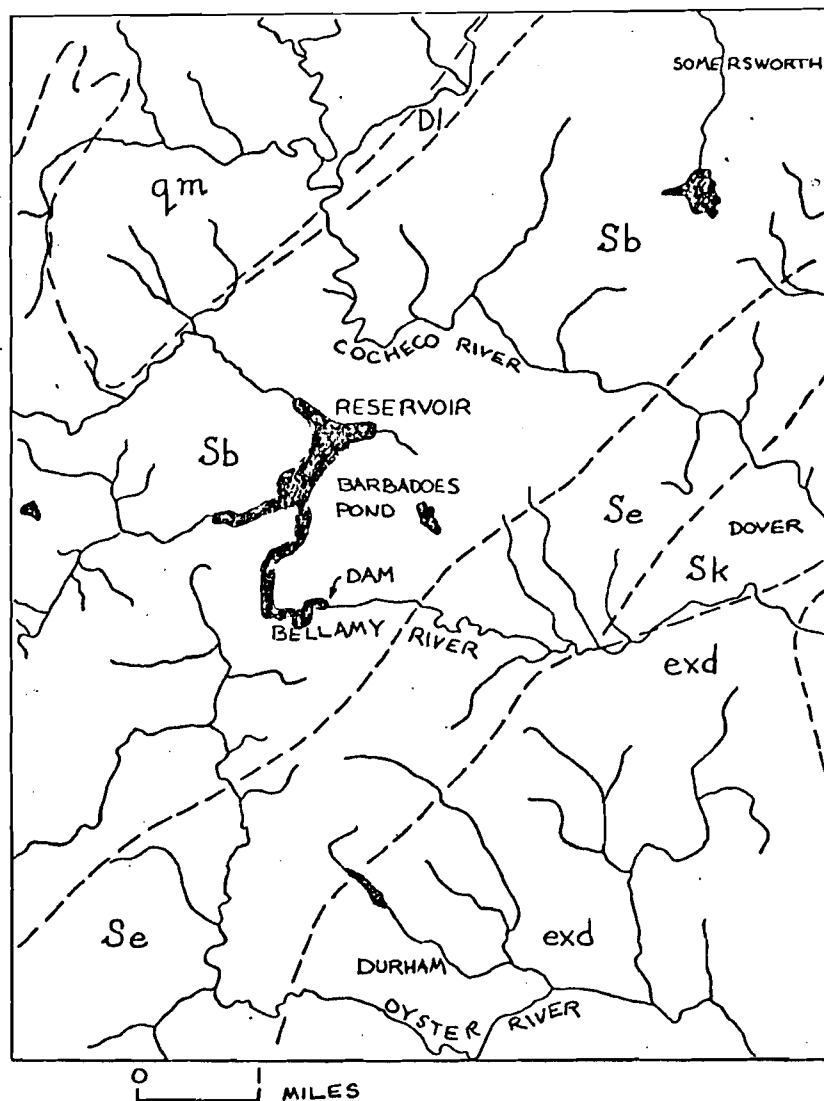 SOMERSWORTH
Dl
qm
Sb
COCHECO RIVER
RESERVOIR
Sb
BARBADOES
POND
Se
DOVER
Sk
DAM
BELLAMY RIVER
exd
Se
exd
DURHAM
OYSTER RIVER
0 1
MILES